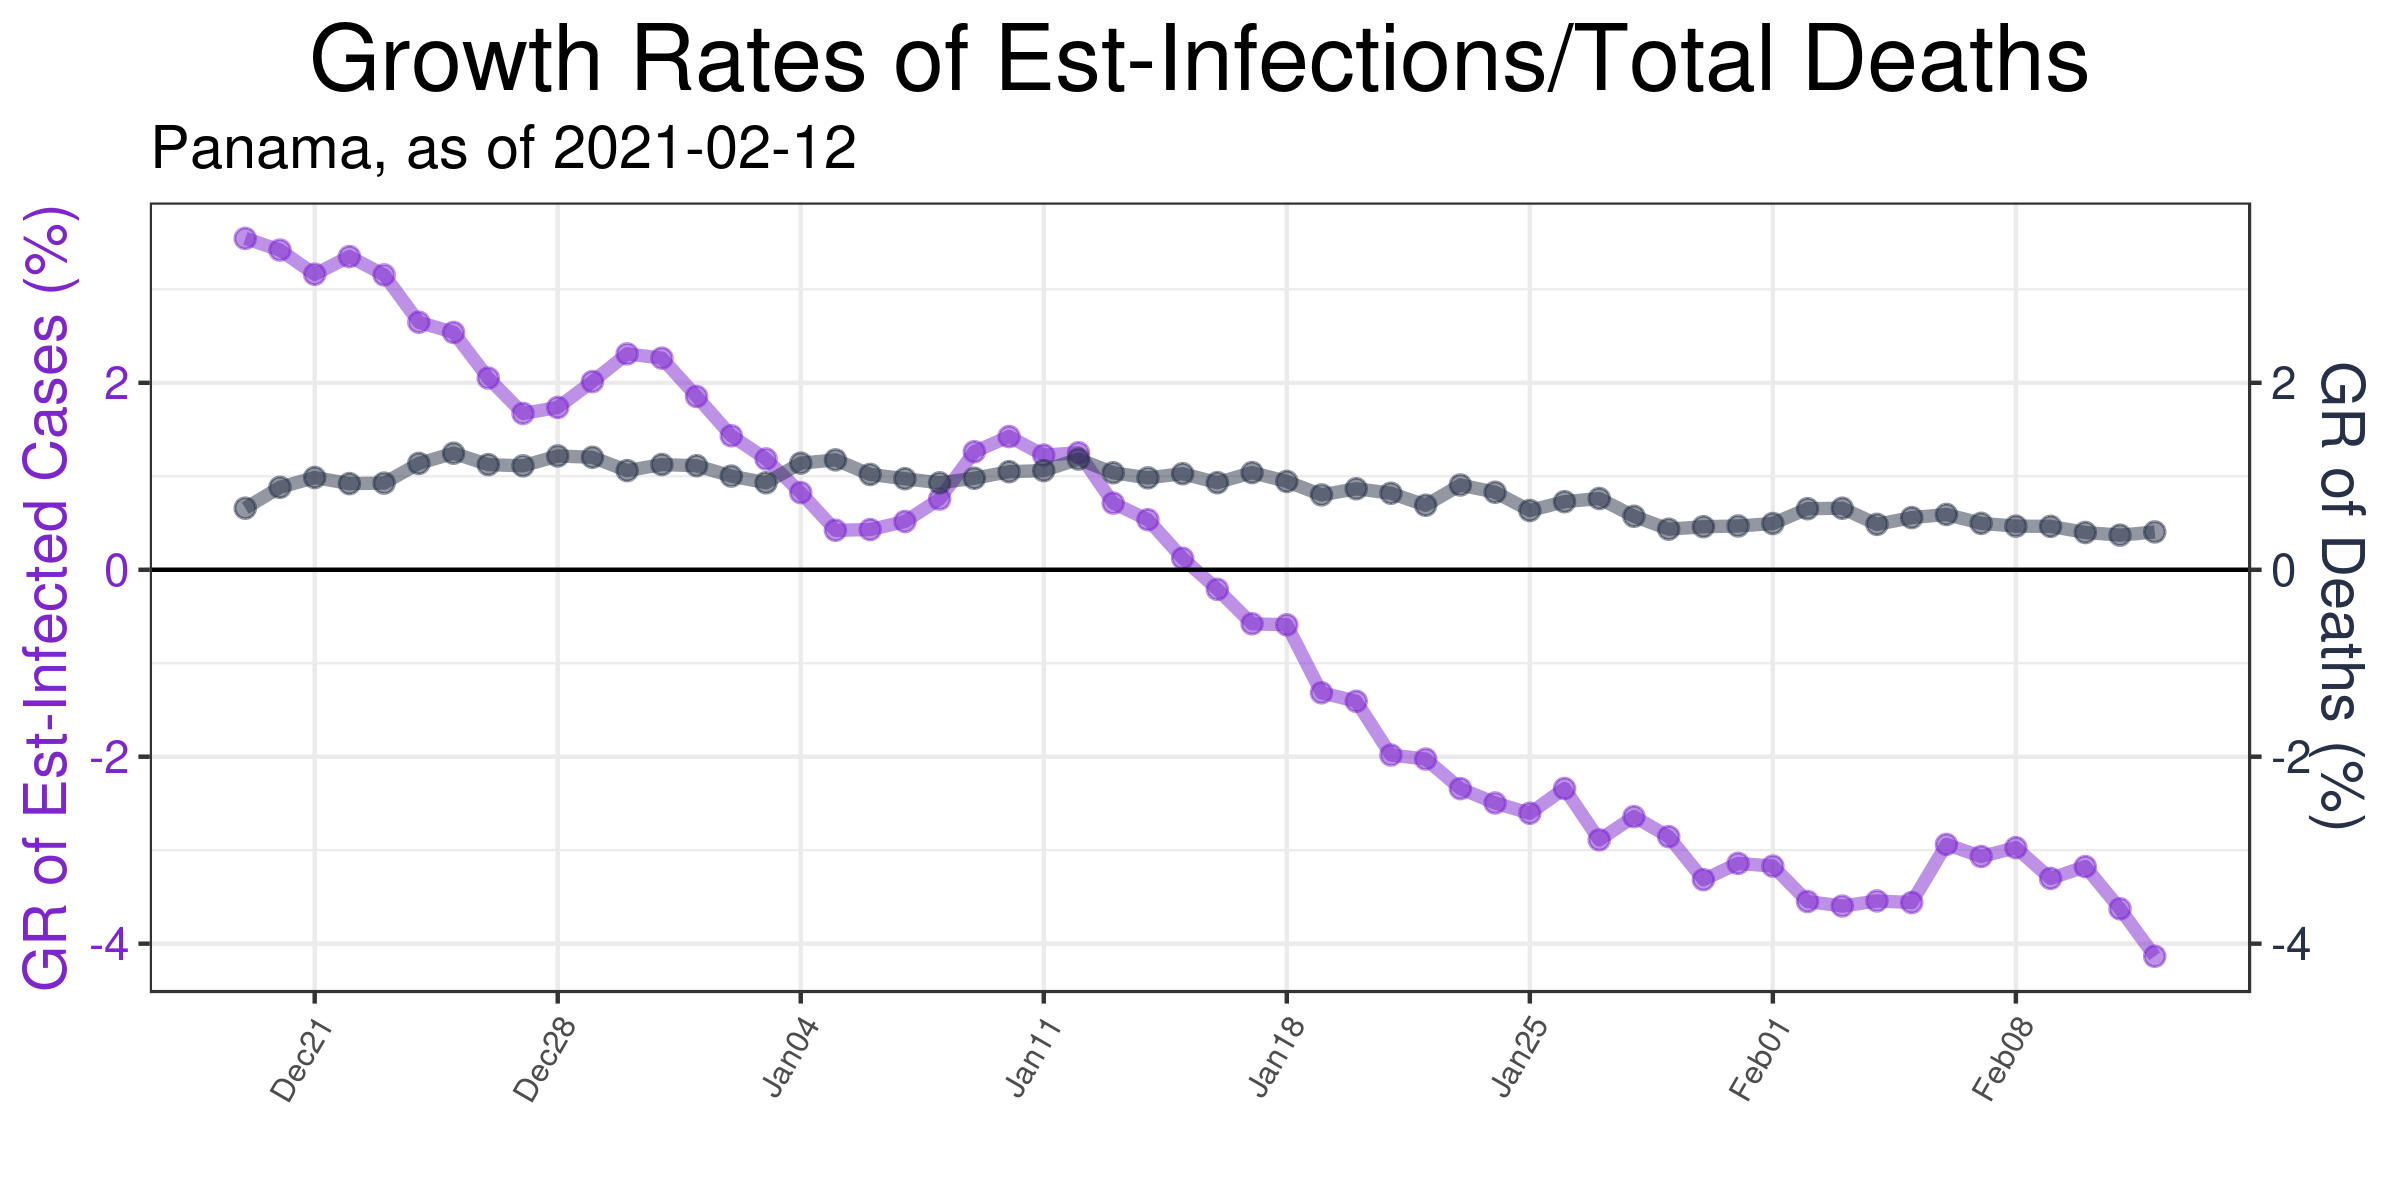 Growth Rates of Est-Infections/Total Deaths
Panama, as of 2021-02-12
GR of Est-Infected Cases (%)
2
0
-2
-4
2
0
-2
-4
GR of Deaths (%)
Dec21
Dec28
Jan04
Jan11
Jan18
Jan25
Feb01
Feb08